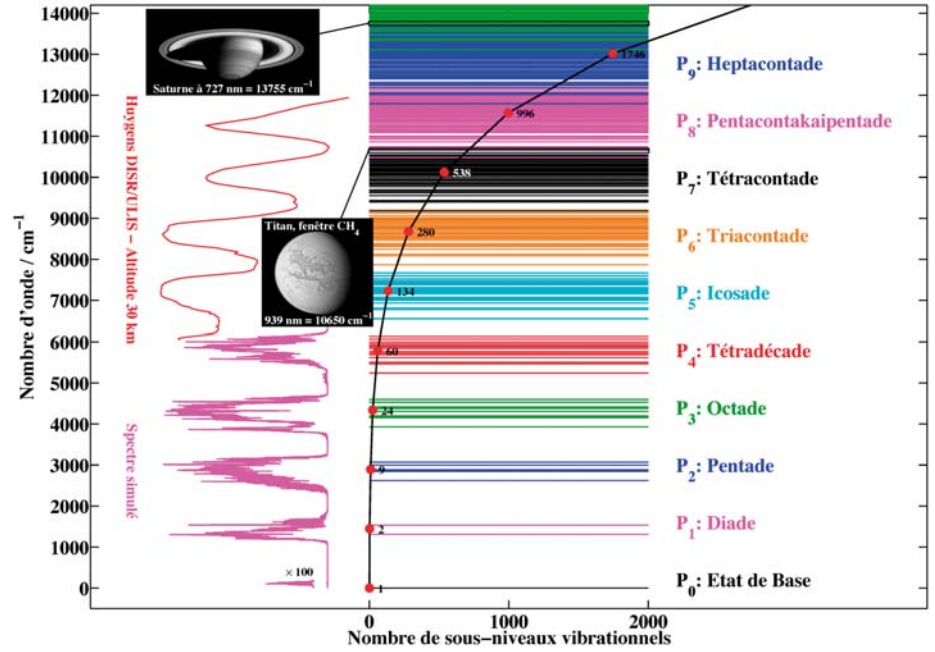 14000
13000
12000
11000
10000
9000
8000
7000
6000
5000
4000
3000
2000
1000
0
Nombre d'onde / cm⁻¹
Saturne à 727 nm = 13755 cm⁻¹
Huygens DISR/ULIS – Altitude 30 km
Spectre simulé
×100
Titan, fenêtre CH₄
939 nm = 10650 cm⁻¹
1746
996
538
280
134
60
24
9
2
1
P₉: Heptacontade
P₈: Pentacontakaipentade
P₇: Tétracontade
P₆: Triacontade
P₅: Icosade
P₄: Tétradécade
P₃: Octade
P₂: Pentade
P₁: Diade
P₀: Etat de Base
0
1000
2000
Nombre de sous−niveaux vibrationnels